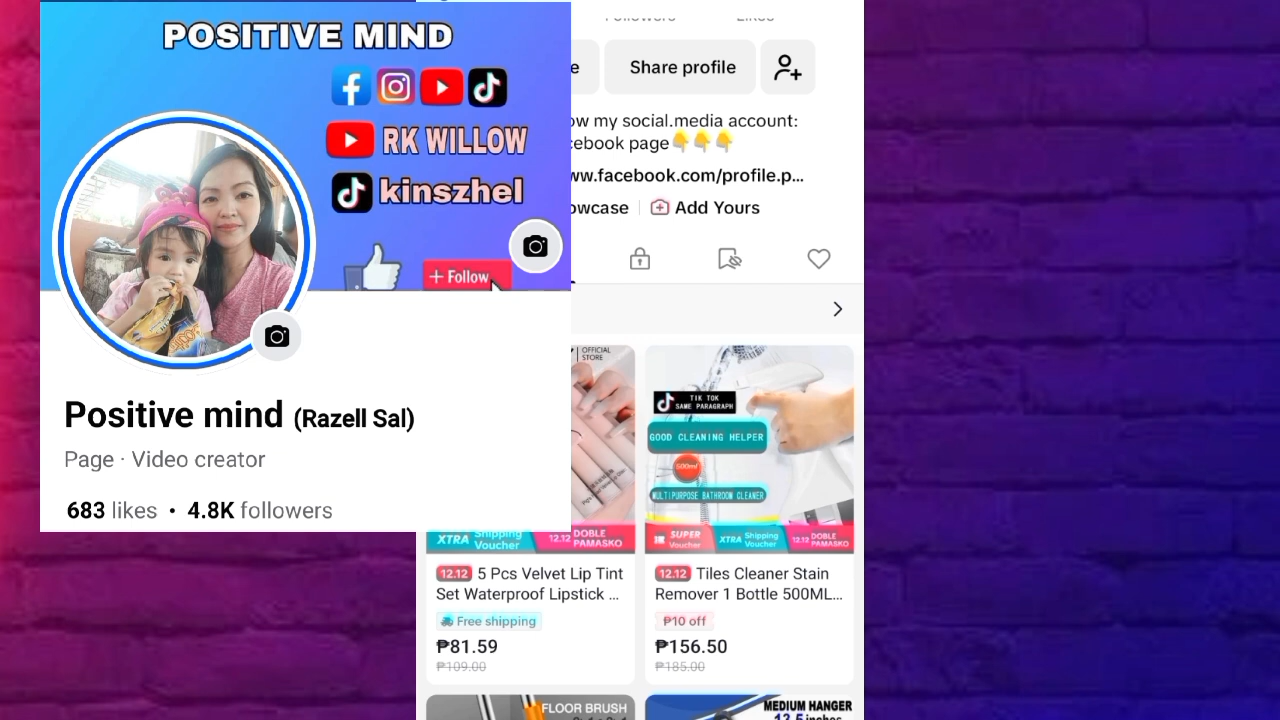 POSITIVE MIND
RK WILLOW
kinszhel
+ Follow
Positive mind (Razell Sal)
Page · Video creator
683 likes • 4.8K followers
Share profile
ow my social.media account:
cebook page👇👇👇
ww.facebook.com/profile.p...
owcase
Add Yours
OFFICIAL
STORE
XTRA Shipping Voucher
12.12 DOBLE PAMASKO
12.12 5 Pcs Velvet Lip Tint
Set Waterproof Lipstick ...
Free shipping
₱81.59
₱109.00
TIK TOK
SAME PARAGRAPH
GOOD CLEANING HELPER
500ml
MULTIPURPOSE BATHROOM CLEANER
SUPER Voucher
XTRA Shipping Voucher
12.12 DOBLE PAMASKO
12.12 Tiles Cleaner Stain
Remover 1 Bottle 500ML...
₱10 off
₱156.50
₱185.00
FLOOR BRUSH
MEDIUM HANGER